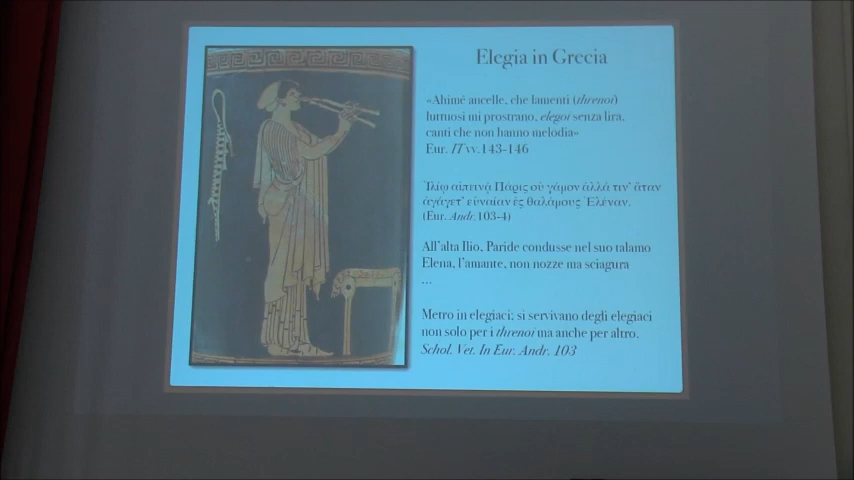 Elegia in Grecia
«Ahimè ancelle, che lamenti (threnoi)
luttuosi mi prostrano, elegoi senza lira,
canti che non hanno melodia»
Eur. IT vv.143-146
Ἰλίῳ αἰπεινᾷ Πάρις οὐ γάμον ἀλλά τιν' ἄταν
ἀγάγετ' εὐναίαν ἐς θαλάμους Ἑλέναν.
(Eur. Andr.103-4)
All'alta Ilio, Paride condusse nel suo talamo
Elena, l'amante, non nozze ma sciagura
...
Metro in elegiaci; si servivano degli elegiaci
non solo per i threnoi ma anche per altro.
Schol. Vet. In Eur. Andr. 103